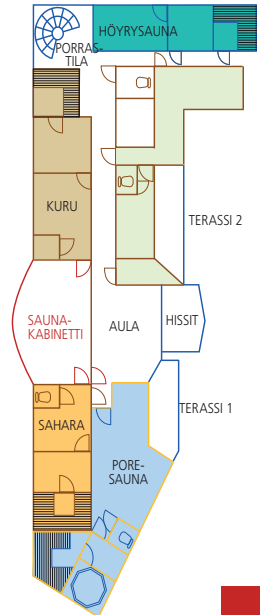 HÖYRYSAUNA
PORRAS-
TILA
KURU
TERASSI 2
SAUNA-
KABINETTI
AULA
HISSIT
TERASSI 1
SAHARA
PORE-
SAUNA